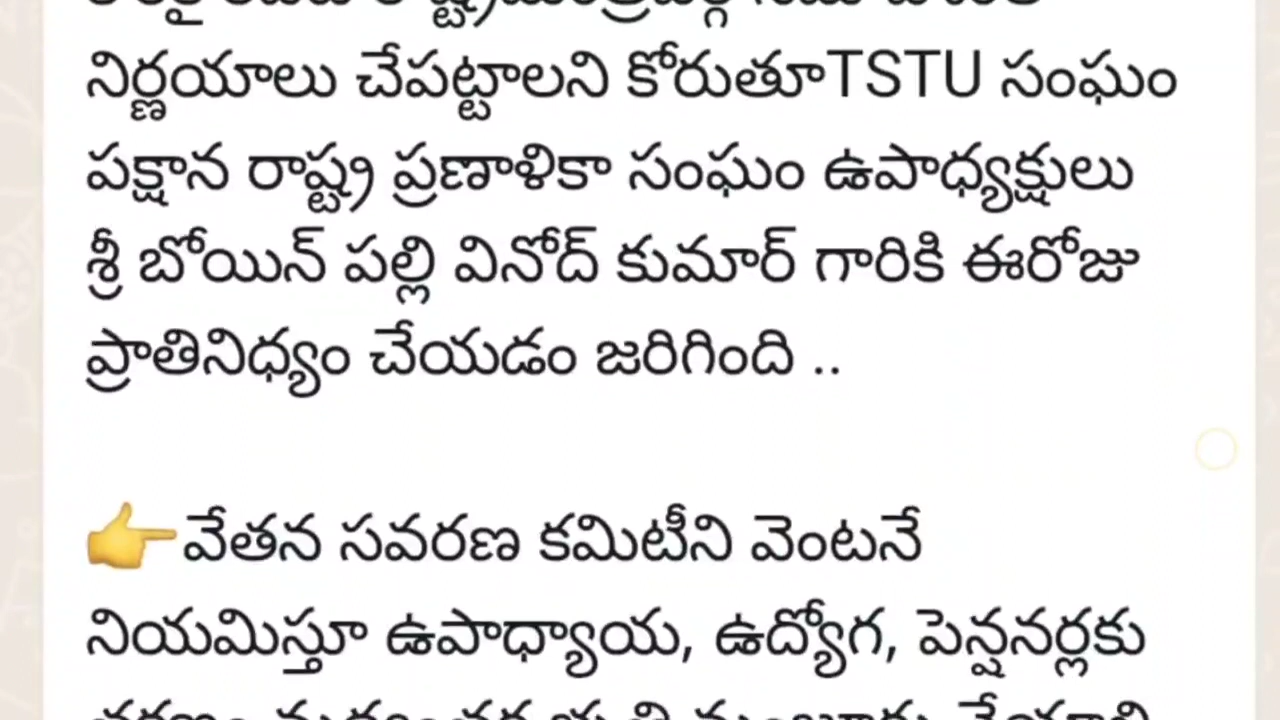 నిర్ణయాలు చేపట్టాలని కోరుతూTSTU సంఘం
పక్షాన రాష్ట్ర ప్రణాళికా సంఘం ఉపాధ్యక్షులు
శ్రీ బోయిన్ పల్లి వినోద్ కుమార్ గారికి ఈరోజు
ప్రాతినిధ్యం చేయడం జరిగింది ..
👉వేతన సవరణ కమిటీని వెంటనే
నియమిస్తూ ఉపాధ్యాయ, ఉద్యోగ, పెన్షనర్లకు